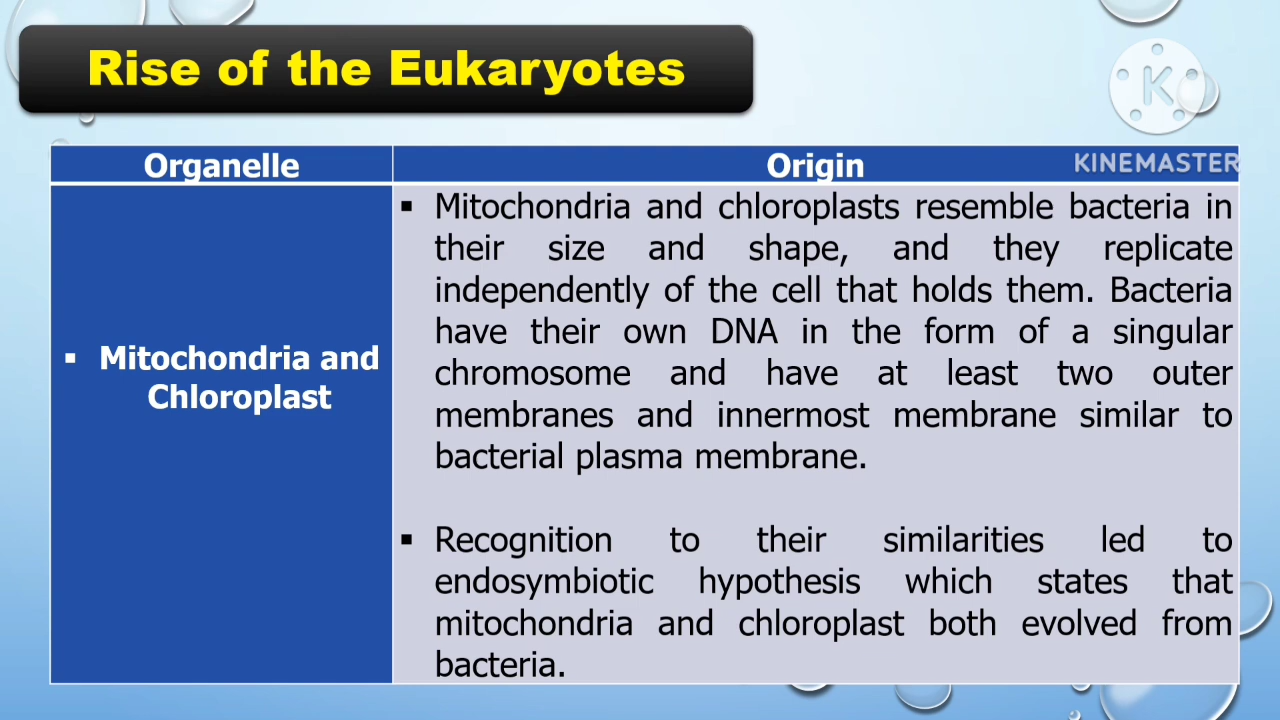 Rise of the Eukaryotes
K
KINEMASTER
Organelle
Origin
▪ Mitochondria and
Chloroplast
▪ Mitochondria and chloroplasts resemble bacteria in
their size and shape, and they replicate
independently of the cell that holds them. Bacteria
have their own DNA in the form of a singular
chromosome and have at least two outer
membranes and innermost membrane similar to
bacterial plasma membrane.
▪ Recognition to their similarities led to
endosymbiotic hypothesis which states that
mitochondria and chloroplast both evolved from
bacteria.